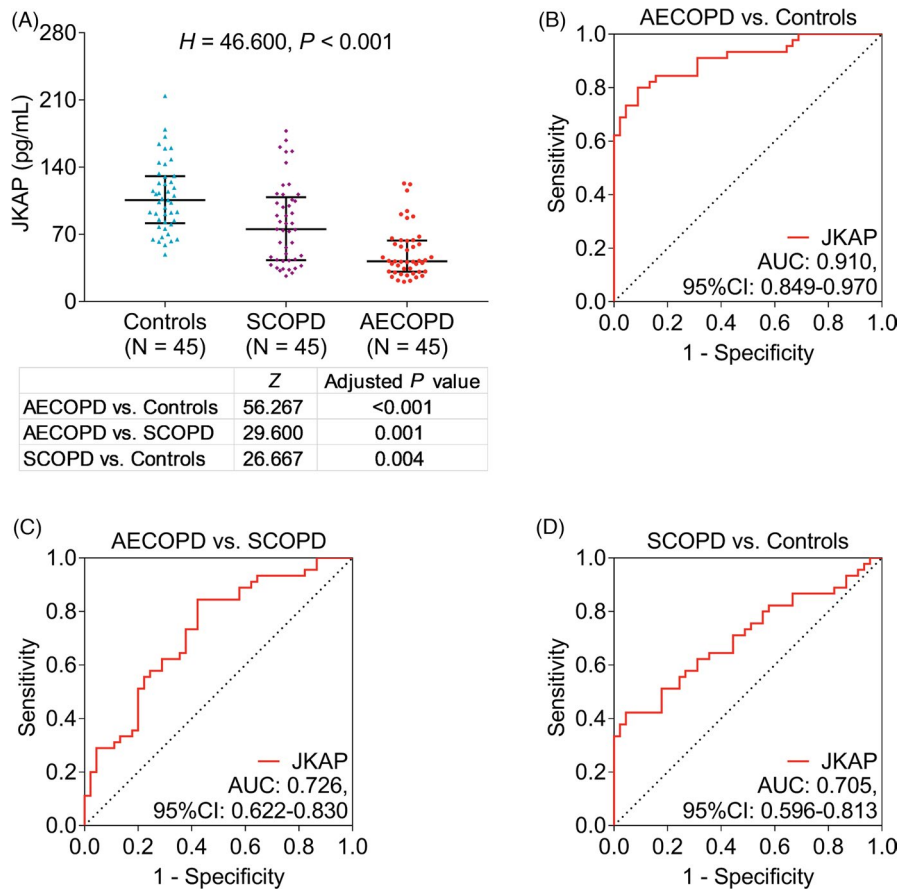 (A)
280
210
140
70
0
JKAP (pg/mL)
H = 46.600, P < 0.001
Controls
(N = 45)
SCOPD
(N = 45)
AECOPD
(N = 45)
Z Adjusted P value
AECOPD vs. Controls 56.267 <0.001
AECOPD vs. SCOPD 29.600 0.001
SCOPD vs. Controls 26.667 0.004
(B)
AECOPD vs. Controls
1.0
0.8
0.6
0.4
0.2
0.0
Sensitivity
JKAP
AUC: 0.910,
95%CI: 0.849-0.970
0.0 0.2 0.4 0.6 0.8 1.0
1 - Specificity
(C)
AECOPD vs. SCOPD
1.0
0.8
0.6
0.4
0.2
0.0
Sensitivity
JKAP
AUC: 0.726,
95%CI: 0.622-0.830
0.0 0.2 0.4 0.6 0.8 1.0
1 - Specificity
(D)
SCOPD vs. Controls
1.0
0.8
0.6
0.4
0.2
0.0
Sensitivity
JKAP
AUC: 0.705,
95%CI: 0.596-0.813
0.0 0.2 0.4 0.6 0.8 1.0
1 - Specificity